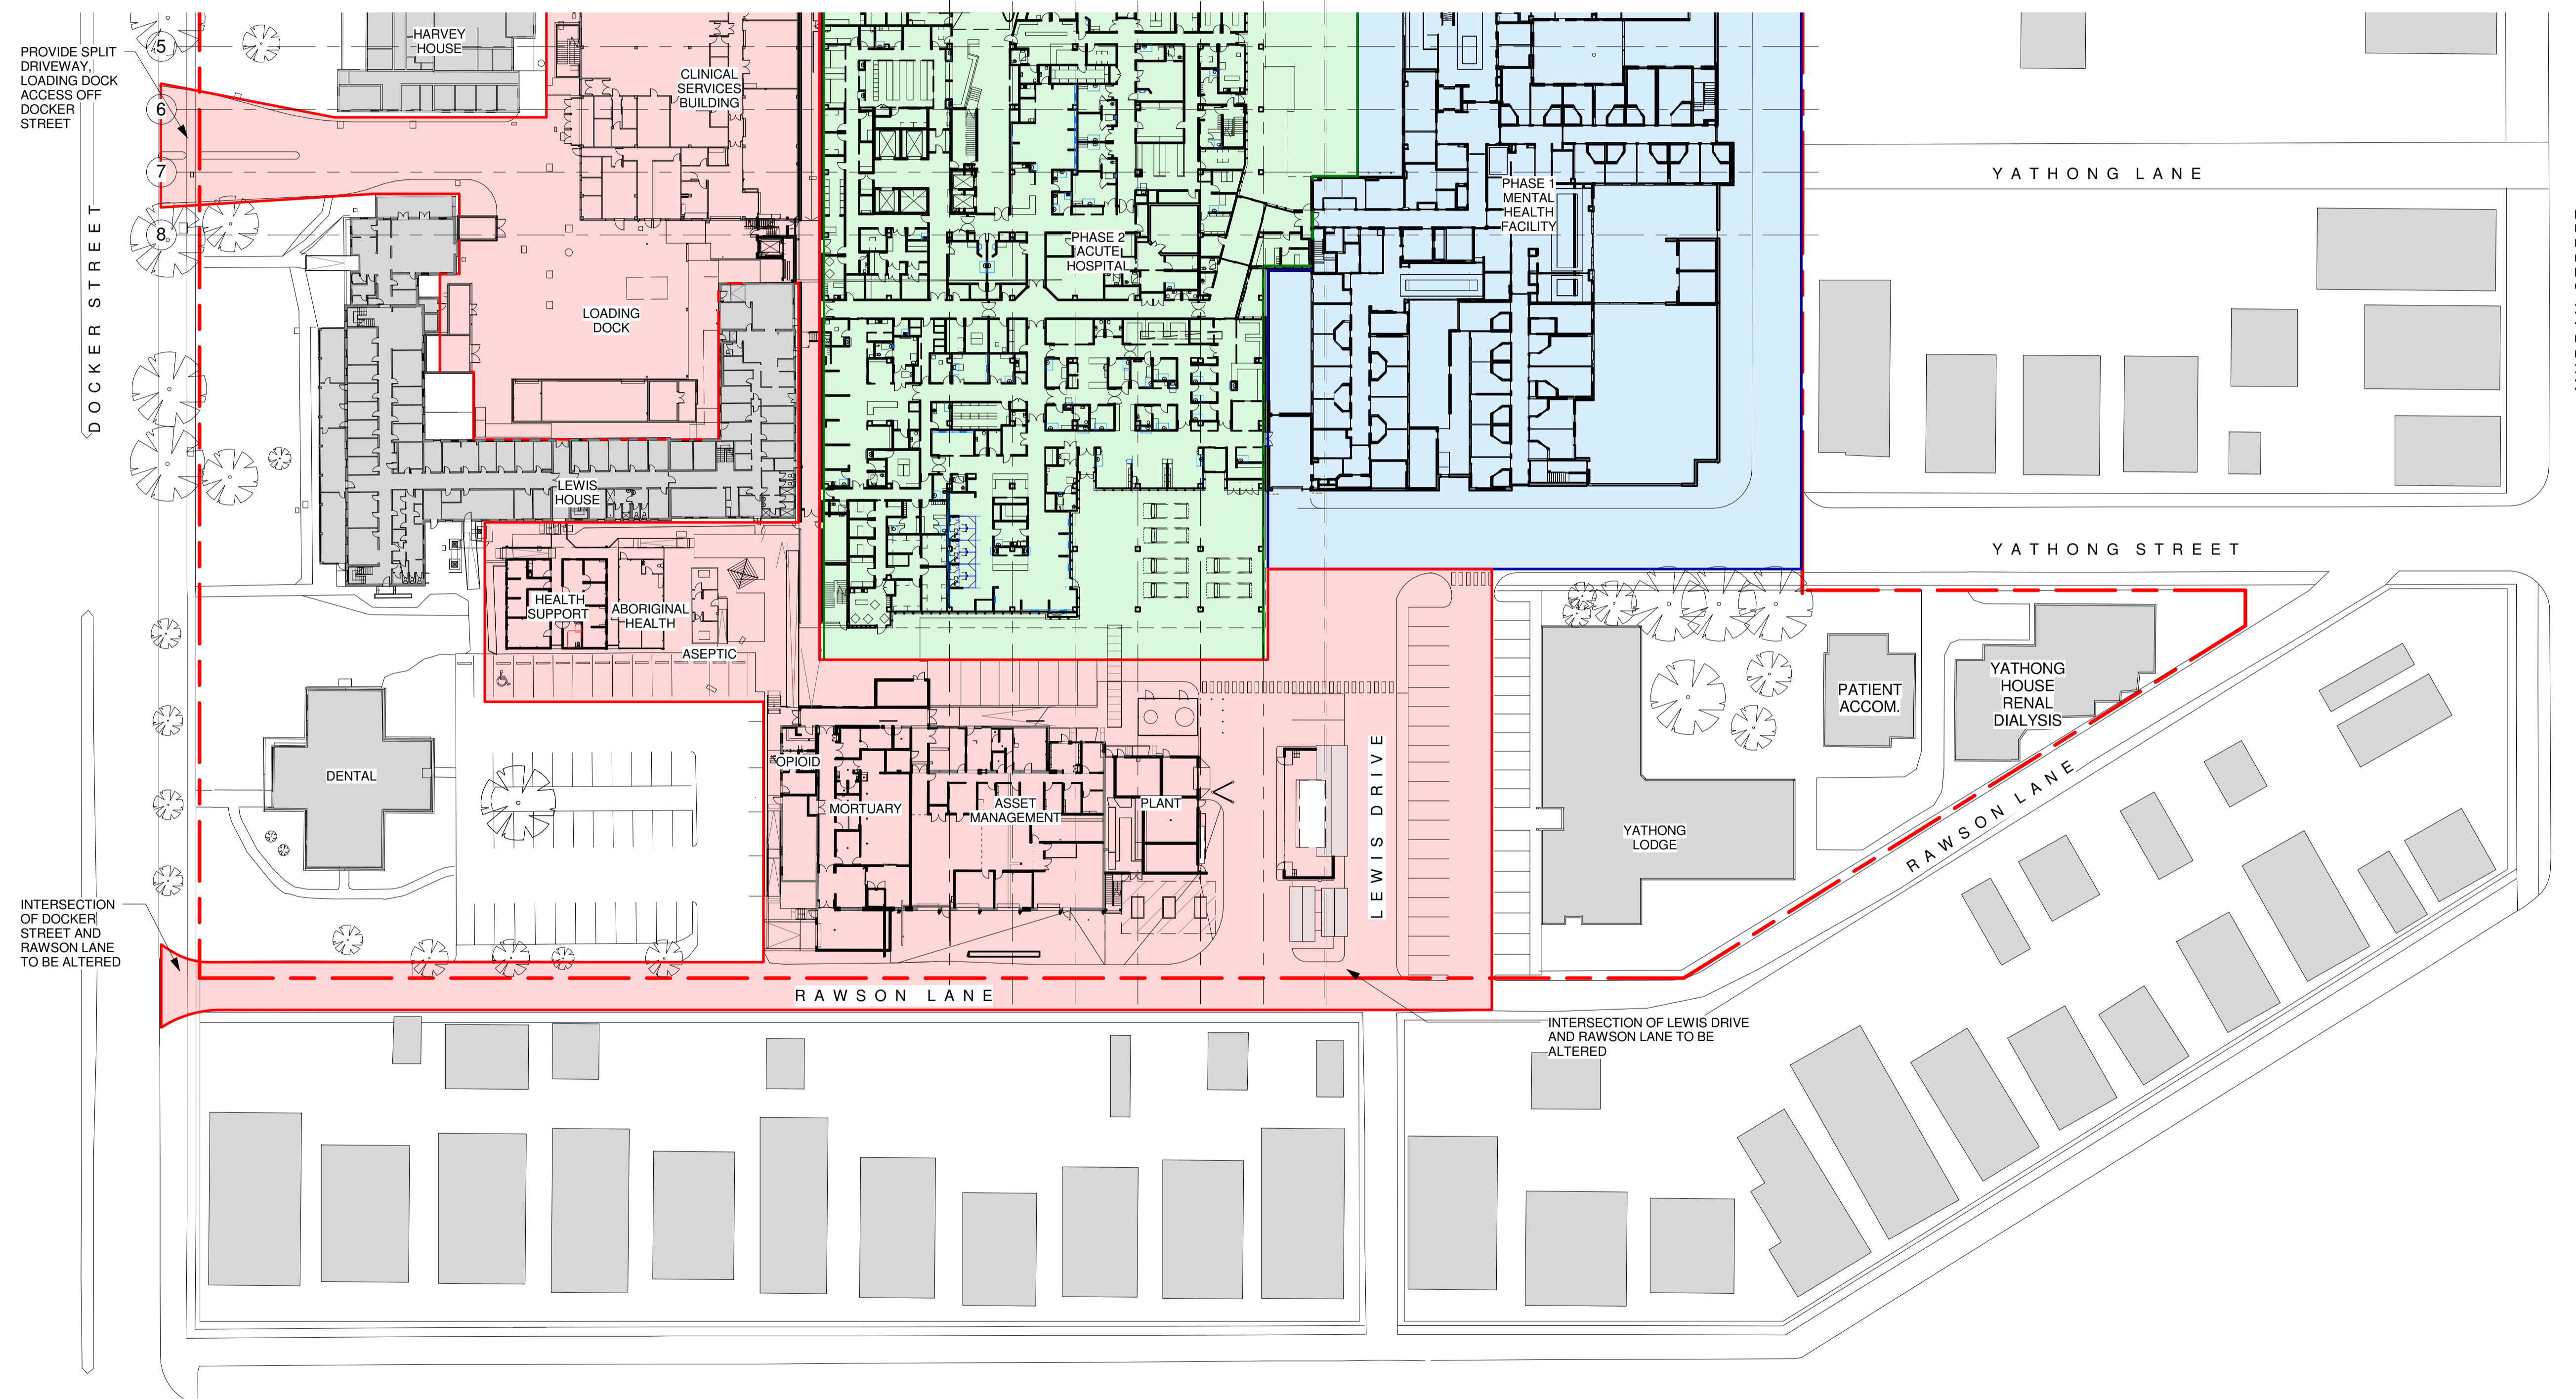 PROVIDE SPLIT
DRIVEWAY,
LOADING DOCK
ACCESS OFF
DOCKER
STREET
5
6
7
8
HARVEY
HOUSE
CLINICAL
SERVICES
BUILDING
LOADING
DOCK
DOCKER STREET
LEWIS
HOUSE
PHASE 2
ACUTE
HOSPITAL
PHASE 1
MENTAL
HEALTH
FACILITY
YATHONG LANE
YATHONG STREET
HEALTH
SUPPORT
ABORIGINAL
HEALTH
ASEPTIC
DENTAL
OPIOID
MORTUARY
ASSET
MANAGEMENT
PLANT
LEWIS DRIVE
YATHONG
LODGE
PATIENT
ACCOM.
YATHONG
HOUSE
RENAL
DIALYSIS
RAWSON LANE
INTERSECTION
OF DOCKER
STREET AND
RAWSON LANE
TO BE ALTERED
RAWSON LANE
INTERSECTION OF LEWIS DRIVE
AND RAWSON LANE TO BE
ALTERED